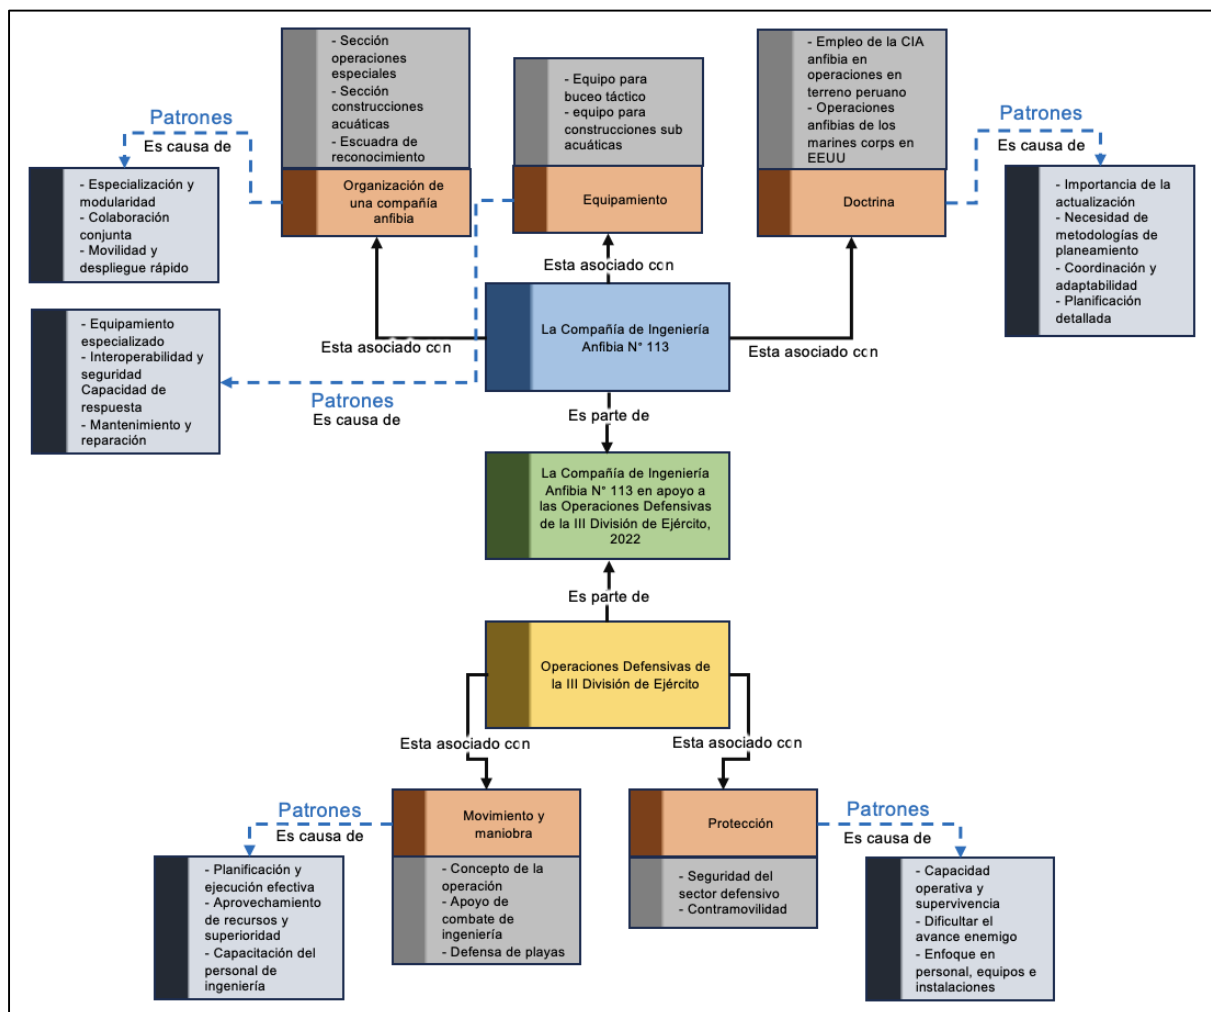 - Sección
operaciones
especiales
- Sección
construcciones
acuáticas
- Escuadra de
reconocimiento
Organización de
una compañía
anfibia
- Equipo para
buceo táctico
- equipo para
construcciones sub
acuáticas
Equipamiento
- Empleo de la CIA
anfibia en
operaciones en
terreno peruano
- Operaciones
anfibias de los
marines corps en
EEUU
Doctrina
Patrones
Es causa de
- Especialización y
modularidad
- Colaboración
conjunta
- Movilidad y
despliegue rápido
Patrones
Es causa de
- Importancia de la
actualización
- Necesidad de
metodologías de
planeamiento
- Coordinación y
adaptabilidad
- Planificación
detallada
Esta asociado con
- Equipamiento
especializado
- Interoperabilidad y
seguridad
Capacidad de
respuesta
- Mantenimiento y
reparación
Esta asociado con
La Compañía de Ingeniería
Anfibia N° 113
Esta asociado con
Patrones
Es causa de
Es parte de
La Compañía de Ingeniería
Anfibia N° 113 en apoyo a
las Operaciones Defensivas
de la III División de Ejército,
2022
Es parte de
Operaciones Defensivas de
la III División de Ejército
Esta asociado con
Esta asociado con
Patrones
Es causa de
Movimiento y
maniobra
- Concepto de la
operación
- Apoyo de
combate de
ingeniería
- Defensa de playas
- Planificación y
ejecución efectiva
- Aprovechamiento
de recursos y
superioridad
- Capacitación del
personal de
ingeniería
Protección
- Seguridad del
sector defensivo
- Contramovilidad
Patrones
Es causa de
- Capacidad
operativa y
supervivencia
- Dificultar el
avance enemigo
- Enfoque en
personal, equipos e
instalaciones